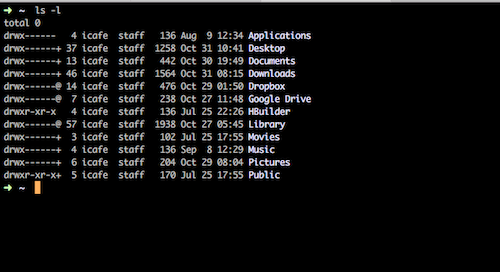 ➜ ~ ls -l
total 0
drwx------ 4 icafe staff 136 Aug 9 12:34 Applications
drwx------+ 37 icafe staff 1258 Oct 31 10:41 Desktop
drwx------+ 13 icafe staff 442 Oct 30 19:49 Documents
drwx------+ 46 icafe staff 1564 Oct 31 08:15 Downloads
drwx------@ 14 icafe staff 476 Oct 29 01:50 Dropbox
drwx------@ 7 icafe staff 238 Oct 27 11:48 Google Drive
drwxr-xr-x 4 icafe staff 136 Jul 25 22:26 HBuilder
drwx------@ 57 icafe staff 1938 Oct 27 05:45 Library
drwx------+ 3 icafe staff 102 Jul 25 17:55 Movies
drwx------+ 4 icafe staff 136 Sep 8 12:29 Music
drwx------+ 6 icafe staff 204 Oct 29 08:04 Pictures
drwxr-xr-x+ 5 icafe staff 170 Jul 25 17:55 Public
➜ ~